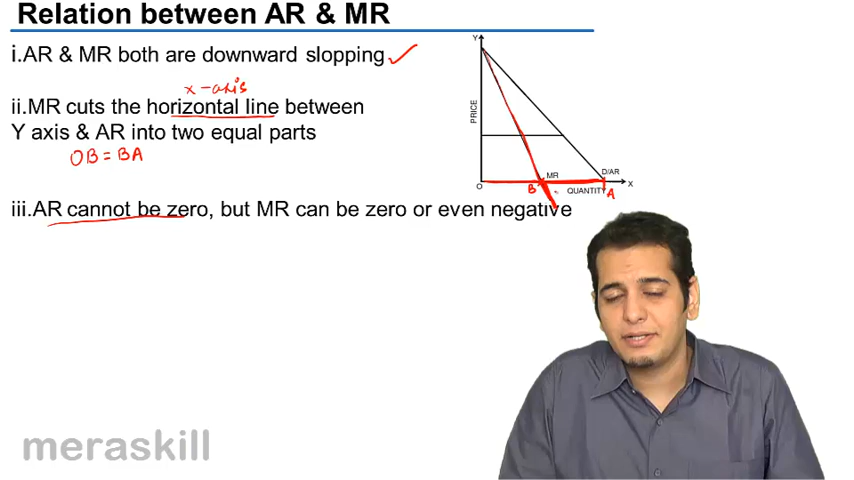 Relation between AR & MR
i.AR & MR both are downward slopping
x-axis
ii.MR cuts the horizontal line between
Y axis & AR into two equal parts
OB = BA
iii.AR cannot be zero, but MR can be zero or even negative
Y
PRICE
D/AR
MR
O
B
QUANTITY
A
X
meraskill